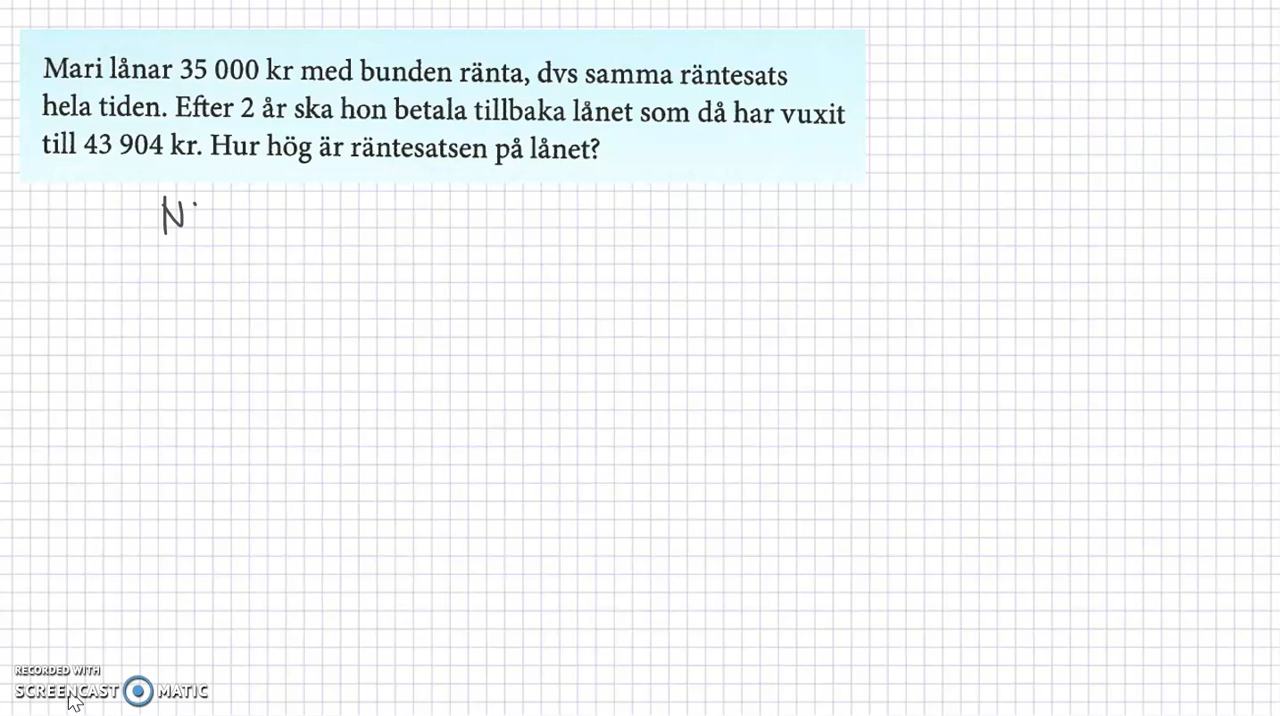 Mari lånar 35 000 kr med bunden ränta, dvs samma räntesats
hela tiden. Efter 2 år ska hon betala tillbaka lånet som då har vuxit
till 43 904 kr. Hur hög är räntesatsen på lånet?
N
RECORDED WITH
SCREENCAST MATIC